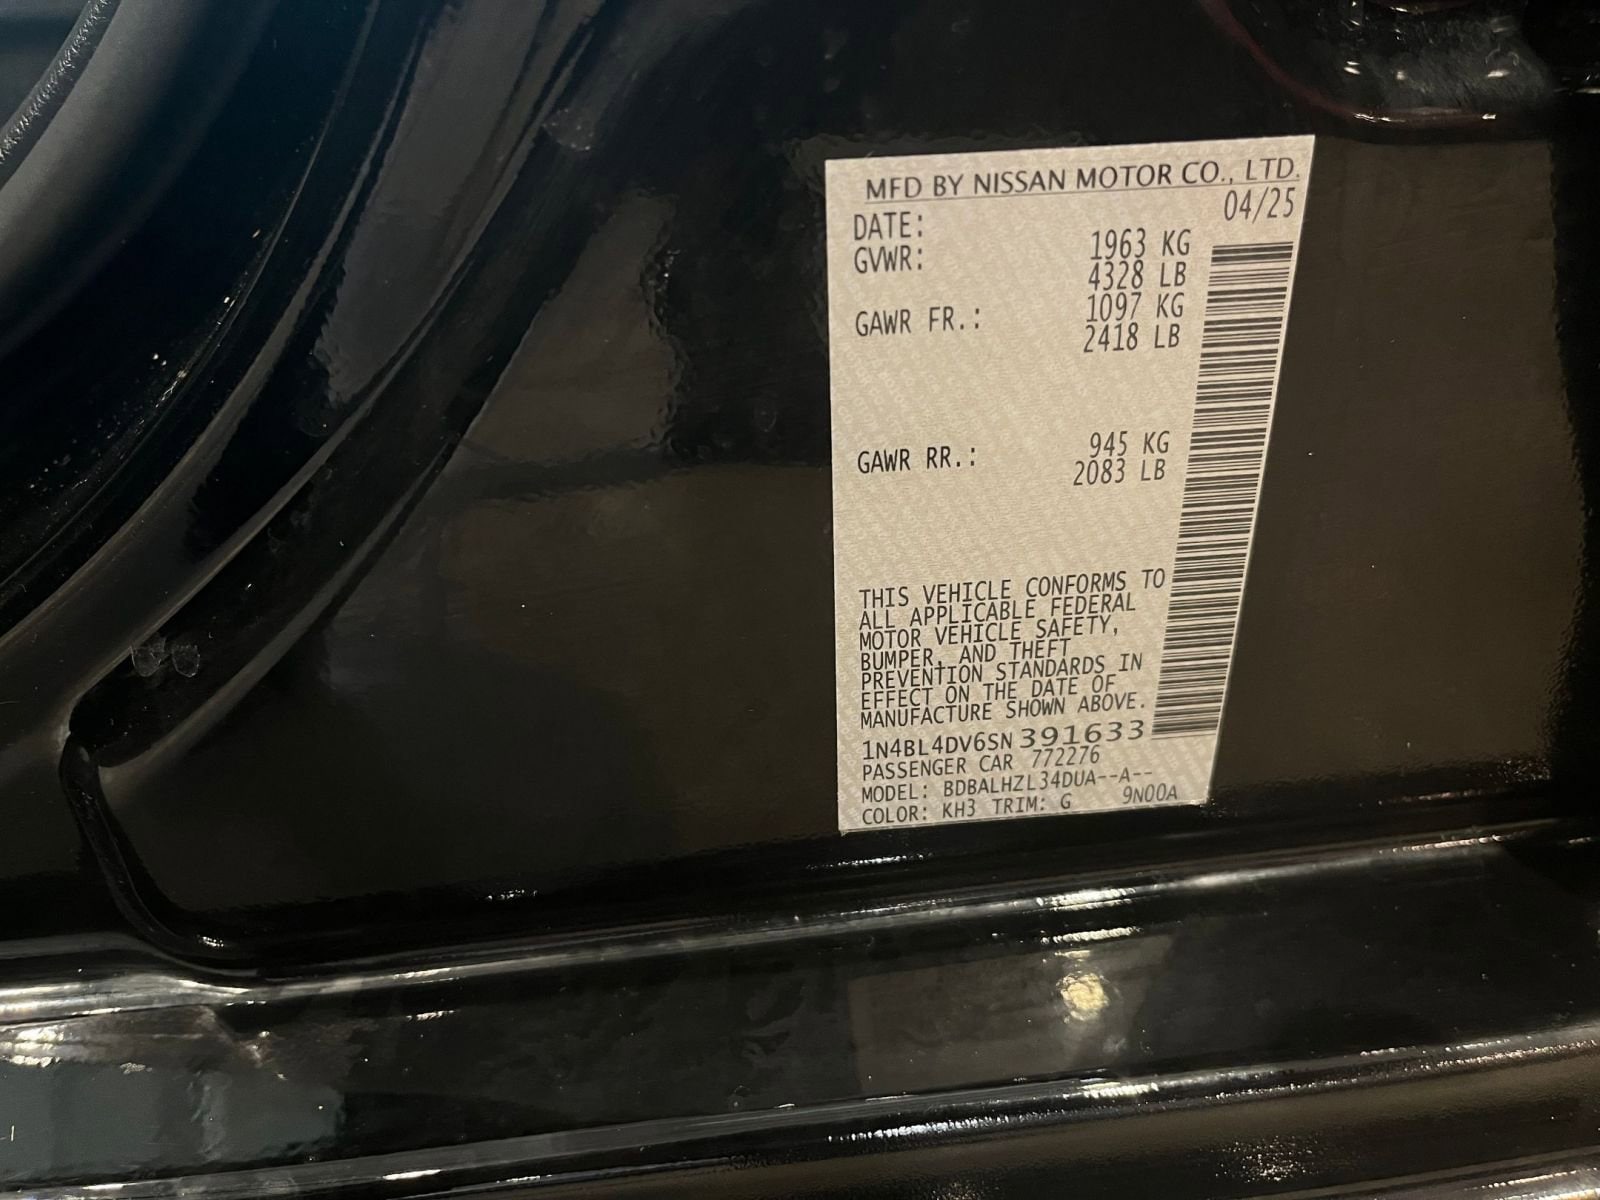 MFD BY NISSAN MOTOR CO., LTD.
DATE: 04/25
GVWR: 1963 KG
4328 LB
GAWR FR.: 1097 KG
2418 LB
GAWR RR.: 945 KG
2083 LB
THIS VEHICLE CONFORMS TO
ALL APPLICABLE FEDERAL
MOTOR VEHICLE SAFETY,
BUMPER, AND THEFT
PREVENTION STANDARDS IN
EFFECT ON THE DATE OF
MANUFACTURE SHOWN ABOVE.
1N4BL4DV6SN391633
PASSENGER CAR 772276
MODEL: BDBALHZL34DUA--A--
COLOR: KH3 TRIM: G 9N00A